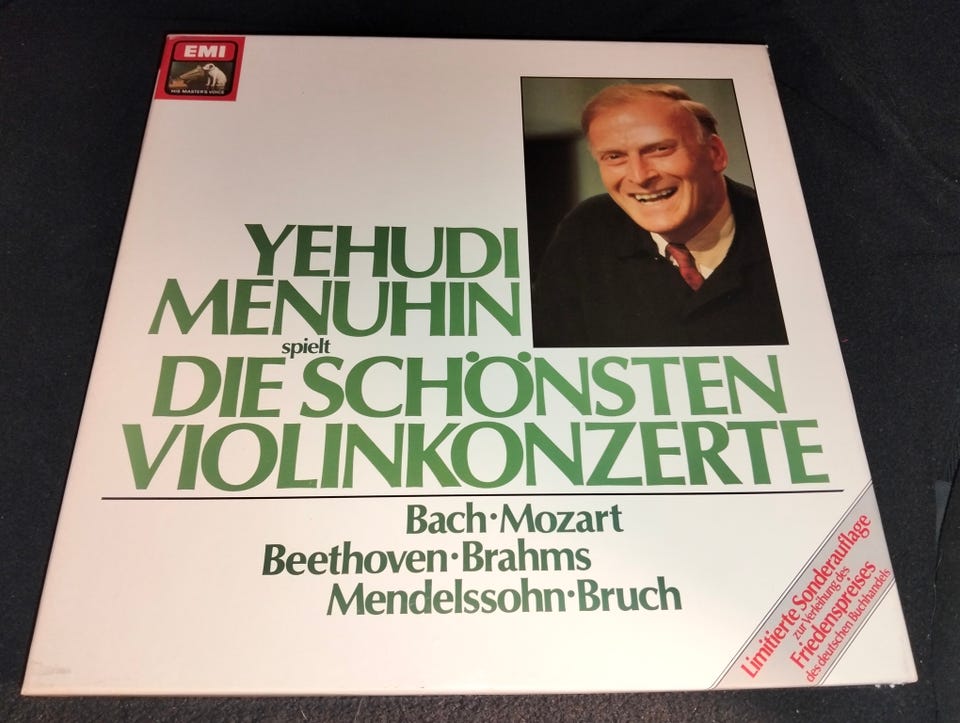 EMI
HIS MASTER'S VOICE
YEHUDI
MENUHIN
spielt
DIE SCHÖNSTEN
VIOLINKONZERTE
Bach·Mozart
Beethoven·Brahms
Mendelssohn·Bruch
Limitierte Sonderauflage
zur Verleihung des
Friedenspreises
des deutschen Buchhandels